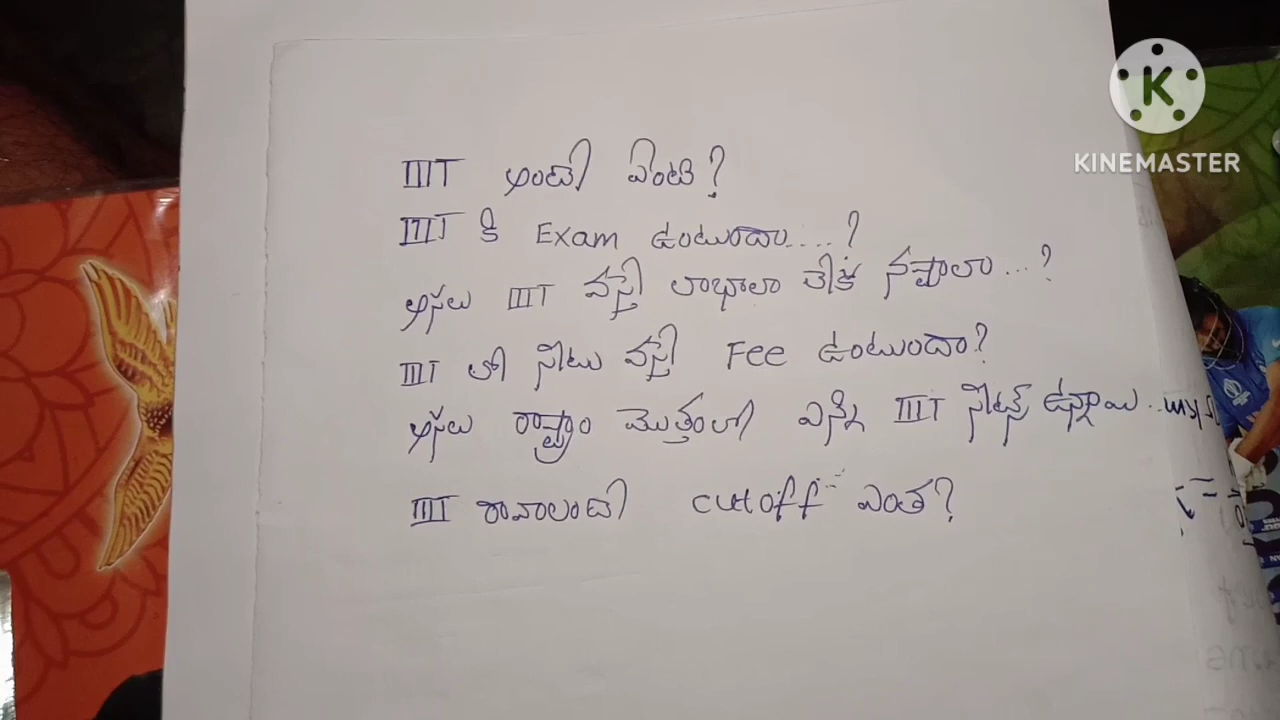 IIIT అంటే ఏంటి?
IIIT కి Exam ఉంటుందా....?
అసలు IIIT వస్తే లాభాలా లేక నష్టాలా...?
IIIT లో సీటు వస్తే Fee ఉంటుందా?
అసలు రాష్ట్రం మొత్తంలో ఎన్ని IIIT సీట్స్ ఉన్నాయి..
IIIT రావాలంటే cutoff ఎంత?
KINEMASTER